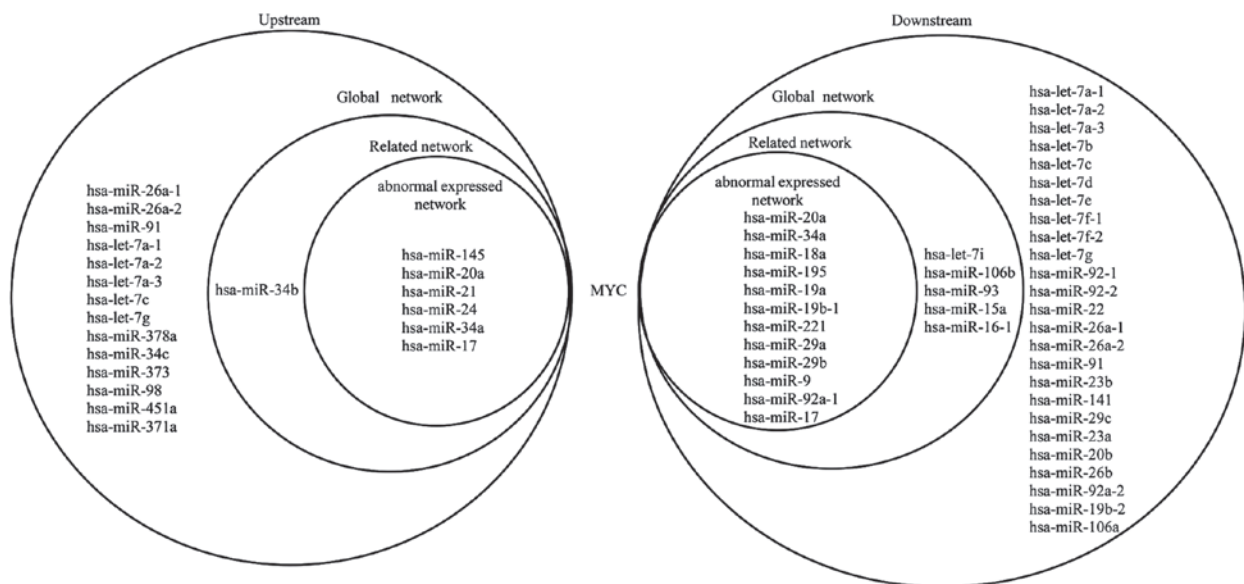 Upstream
Global network
Related network
abnormal expressed
network
hsa-miR-26a-1
hsa-miR-26a-2
hsa-miR-91
hsa-let-7a-1
hsa-let-7a-2
hsa-let-7a-3
hsa-let-7c
hsa-let-7g
hsa-miR-378a
hsa-miR-34c
hsa-miR-373
hsa-miR-98
hsa-miR-451a
hsa-miR-371a
hsa-miR-34b
hsa-miR-145
hsa-miR-20a
hsa-miR-21
hsa-miR-24
hsa-miR-34a
hsa-miR-17
MYC
Downstream
Global network
Related network
abnormal expressed
network
hsa-miR-20a
hsa-miR-34a
hsa-miR-18a
hsa-miR-195
hsa-miR-19a
hsa-miR-19b-1
hsa-miR-221
hsa-miR-29a
hsa-miR-29b
hsa-miR-9
hsa-miR-92a-1
hsa-miR-17
hsa-let-7i
hsa-miR-106b
hsa-miR-93
hsa-miR-15a
hsa-miR-16-1
hsa-let-7a-1
hsa-let-7a-2
hsa-let-7a-3
hsa-let-7b
hsa-let-7c
hsa-let-7d
hsa-let-7e
hsa-let-7f-1
hsa-let-7f-2
hsa-let-7g
hsa-miR-92-1
hsa-miR-92-2
hsa-miR-22
hsa-miR-26a-1
hsa-miR-26a-2
hsa-miR-91
hsa-miR-23b
hsa-miR-141
hsa-miR-29c
hsa-miR-23a
hsa-miR-20b
hsa-miR-26b
hsa-miR-92a-2
hsa-miR-19b-2
hsa-miR-106a